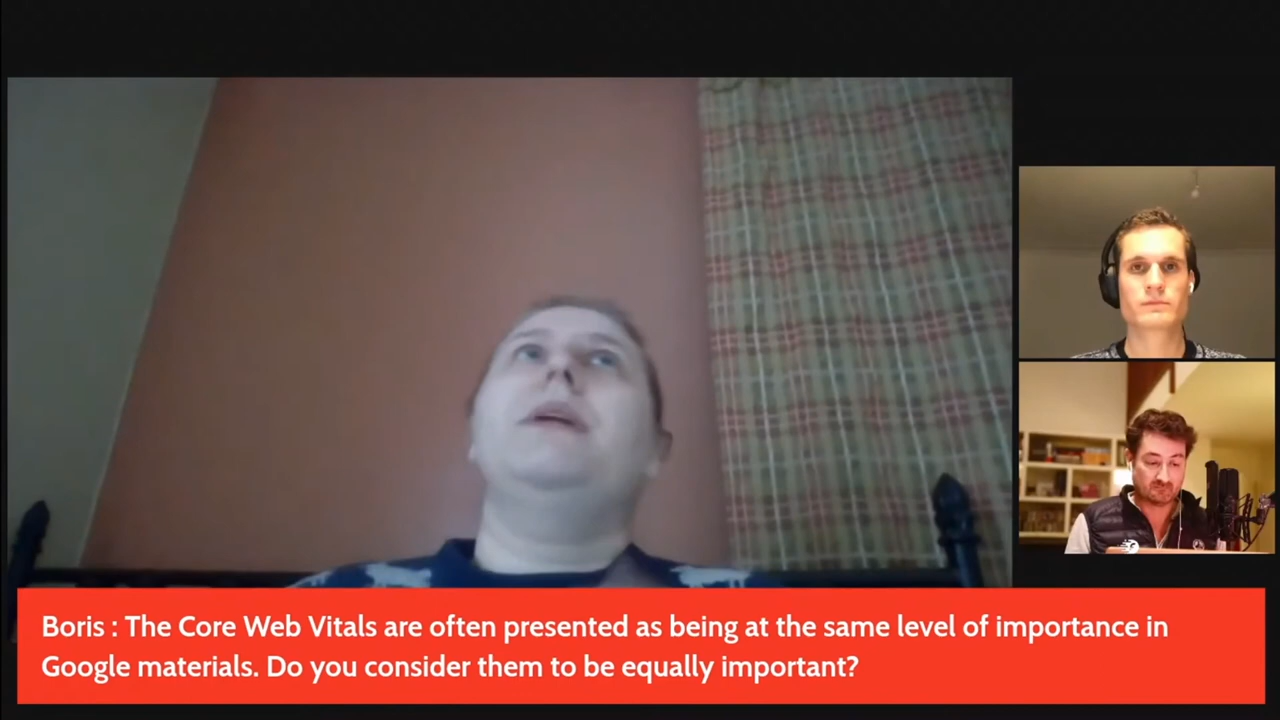 Boris : The Core Web Vitals are often presented as being at the same level of importance in
Google materials. Do you consider them to be equally important?